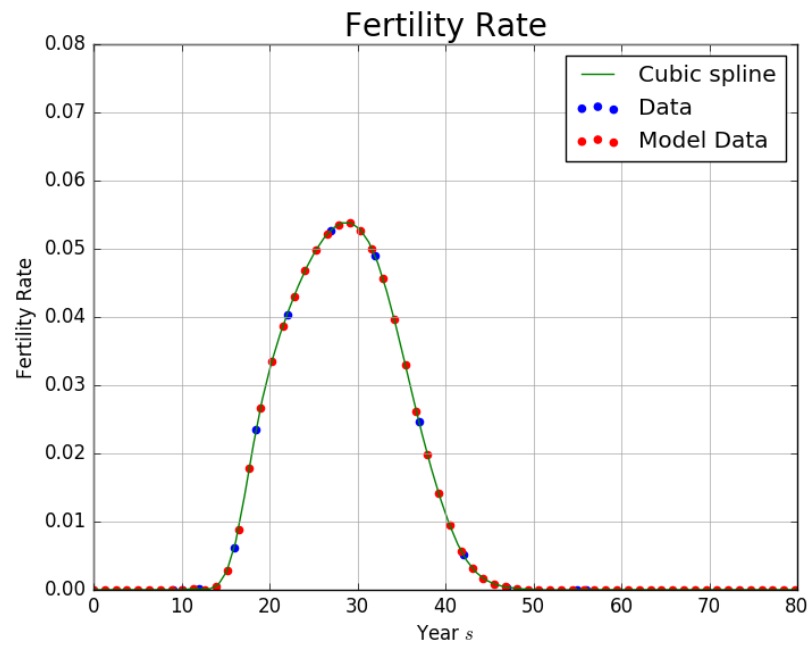 Fertility Rate
0.08
0.07
0.06
0.05
0.04
0.03
0.02
0.01
0.00
Fertility Rate
Cubic spline
Data
Model Data
0 10 20 30 40 50 60 70 80
Year s